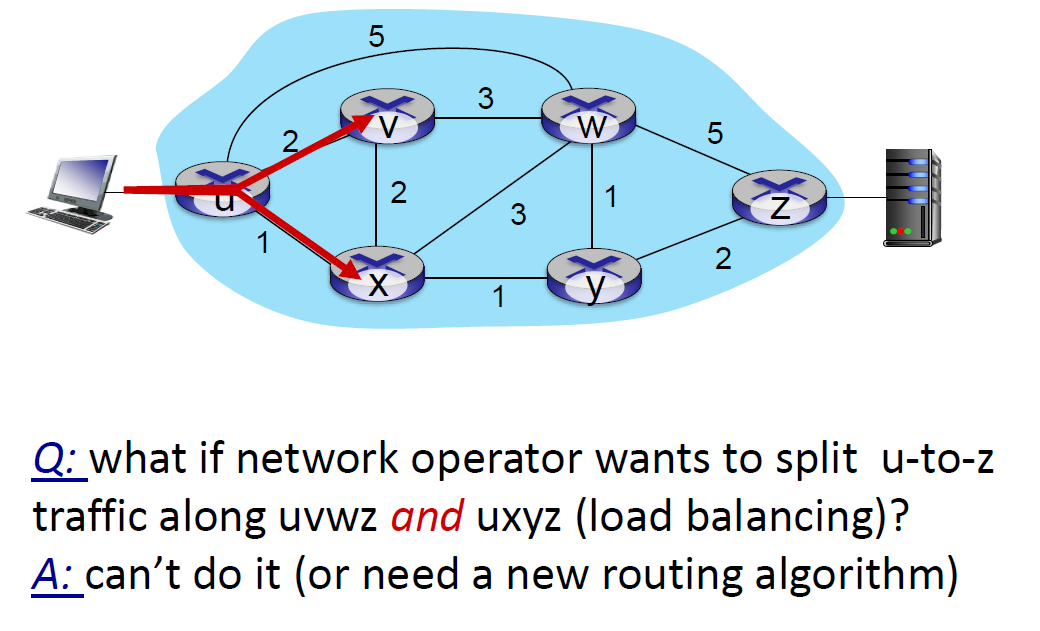 5
3
v
w
2
5
u
2
1
z
3
1
2
x
y
1
Q: what if network operator wants to split u-to-z
traffic along uvwz and uxyz (load balancing)?
A: can't do it (or need a new routing algorithm)